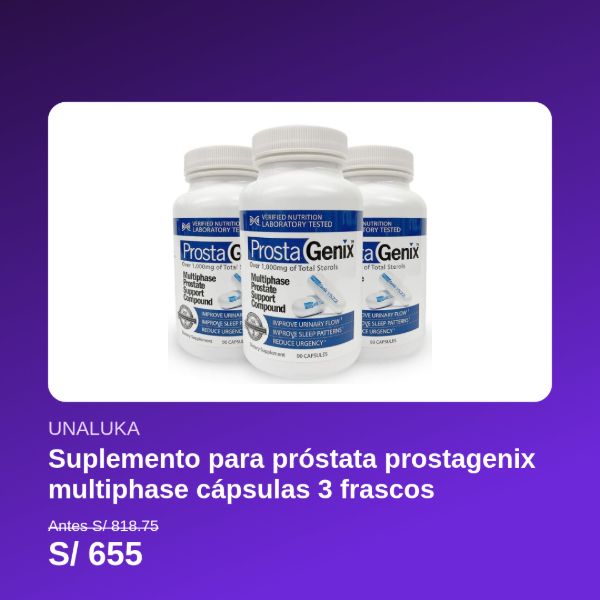 VERIFIED NUTRITION
LABORATORY TESTED
ProstaGenix
Over 1,000mg of Total Sterols
Multiphase
Prostate
Support
Compound
IMPROVE URINARY FLOW
IMPROVE SLEEP PATTERNS
REDUCE URGENCY
Dietary Supplement
90 CAPSULES
UNALUKA
Suplemento para próstata prostagenix
multiphase cápsulas 3 frascos
Antes S/ 818.75
S/ 655